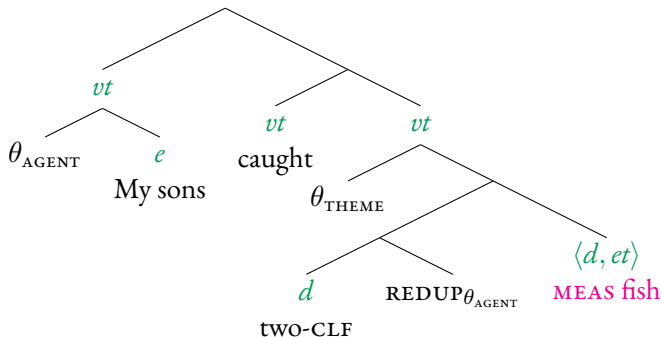 vt
θAGENT
e
My sons
vt
caught
vt
θTHEME
d
two-CLF
REDUPθAGENT
⟨d, et⟩
MEAS fish